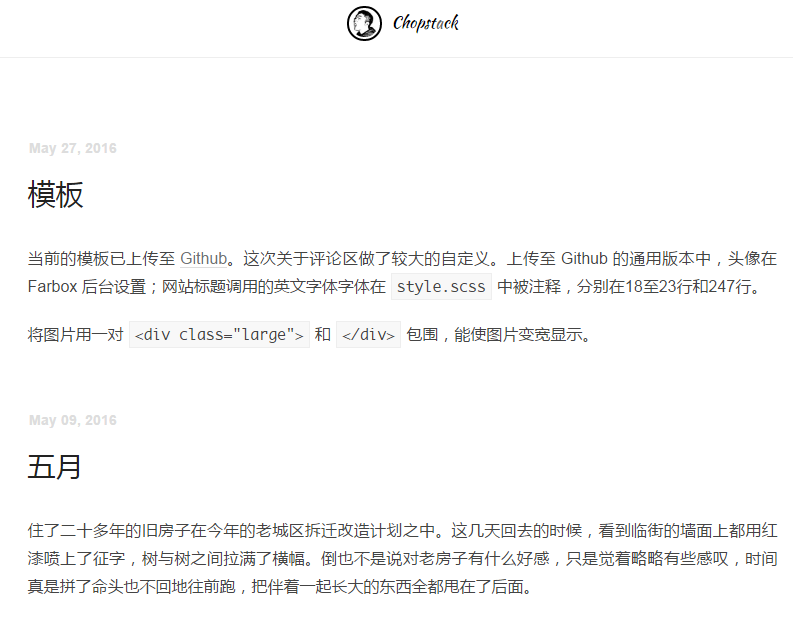 Chopstack
May 27, 2016
模板
当前的模板已上传至 Github。这次关于评论区做了较大的自定义。上传至 Github 的通用版本中，头像在
Farbox 后台设置；网站标题调用的英文字体字体在 style.scss 中被注释，分别在18至23行和247行。
将图片用一对 <div class="large"> 和 </div> 包围，能使图片变宽显示。
May 09, 2016
五月
住了二十多年的旧房子在今年的老城区拆迁改造计划之中。这几天回去的时候，看到临街的墙面上都用红
漆喷上了征字，树与树之间拉满了横幅。倒也不是说对老房子有什么好感，只是觉着略略有些感叹，时间
真是拼了命头也不回地往前跑，把伴着一起长大的东西全都甩在了后面。